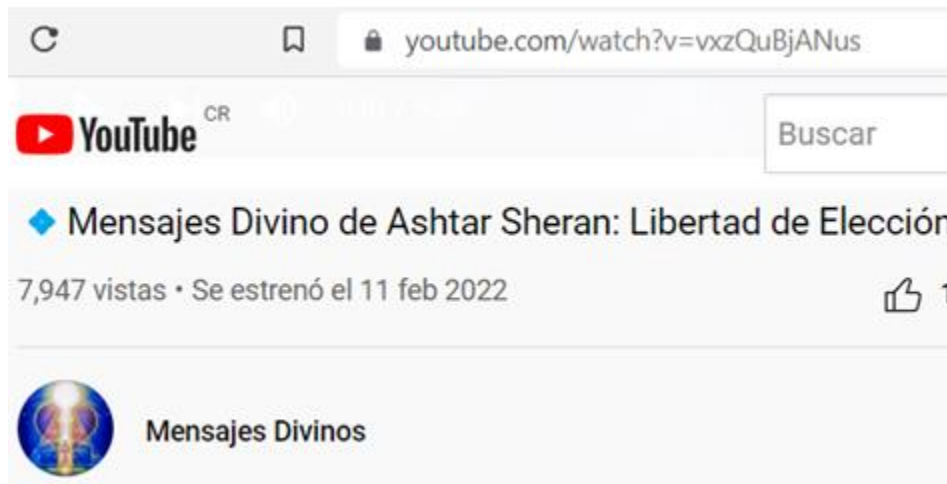 youtube.com/watch?v=vxzQuBjANus
YouTube CR
Buscar
Mensajes Divino de Ashtar Sheran: Libertad de Elección
7,947 vistas • Se estrenó el 11 feb 2022
Mensajes Divinos